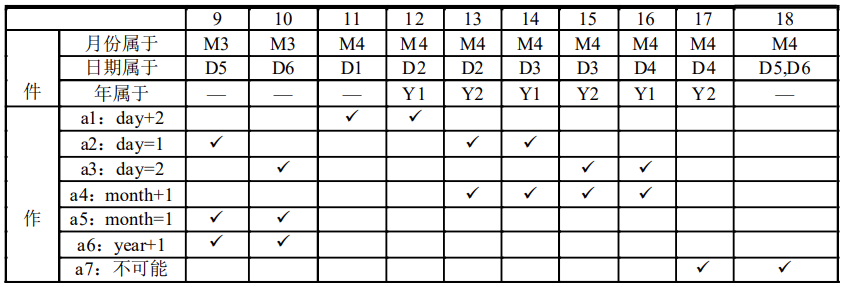 9 10 11 12 13 14 15 16 17 18
月份属于 M3 M3 M4 M4 M4 M4 M4 M4 M4 M4
日期属于 D5 D6 D1 D2 D2 D3 D3 D4 D4 D5,D6
件 年属于 — — — Y1 Y2 Y1 Y2 Y1 Y2 —
a1：day+2 ✓ ✓
a2：day=1 ✓ ✓ ✓
a3：day=2 ✓ ✓ ✓
a4：month+1 ✓ ✓ ✓ ✓
作 a5：month=1 ✓ ✓
a6：year+1 ✓ ✓
a7：不可能 ✓ ✓